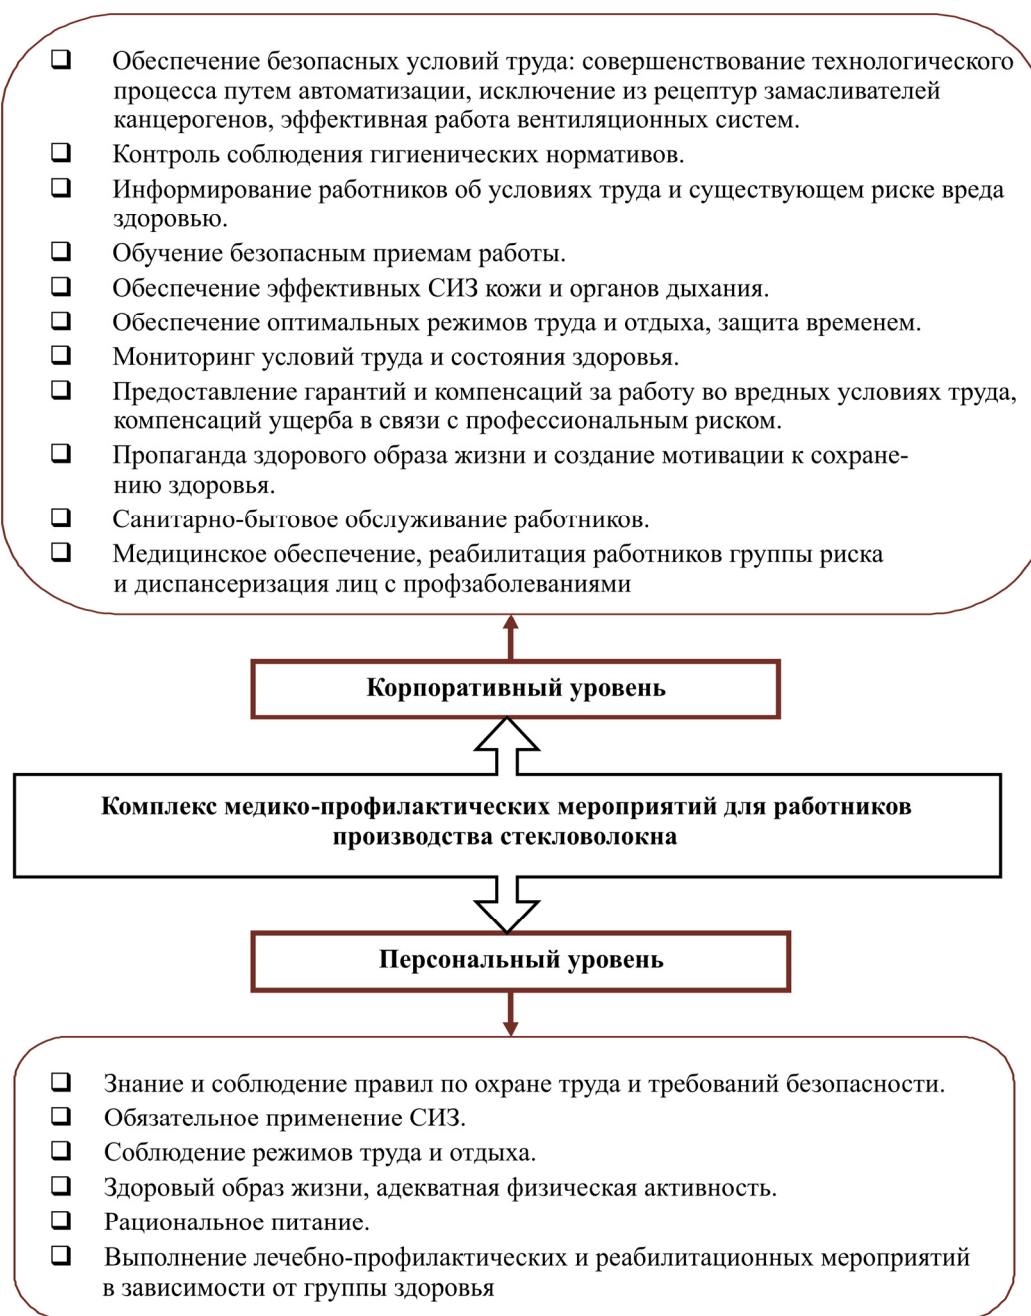 ❑ Обеспечение безопасных условий труда: совершенствование технологического
процесса путем автоматизации, исключение из рецептур замасливателей
канцерогенов, эффективная работа вентиляционных систем.
❑ Контроль соблюдения гигиенических нормативов.
❑ Информирование работников об условиях труда и существующем риске вреда
здоровью.
❑ Обучение безопасным приемам работы.
❑ Обеспечение эффективных СИЗ кожи и органов дыхания.
❑ Обеспечение оптимальных режимов труда и отдыха, защита временем.
❑ Мониторинг условий труда и состояния здоровья.
❑ Предоставление гарантий и компенсаций за работу во вредных условиях труда,
компенсаций ущерба в связи с профессиональным риском.
❑ Пропаганда здорового образа жизни и создание мотивации к сохране-
нию здоровья.
❑ Санитарно-бытовое обслуживание работников.
❑ Медицинское обеспечение, реабилитация работников группы риска
и диспансеризация лиц с профзаболеваниями
Корпоративный уровень
Комплекс медико-профилактических мероприятий для работников
производства стекловолокна
Персональный уровень
❑ Знание и соблюдение правил по охране труда и требований безопасности.
❑ Обязательное применение СИЗ.
❑ Соблюдение режимов труда и отдыха.
❑ Здоровый образ жизни, адекватная физическая активность.
❑ Рациональное питание.
❑ Выполнение лечебно-профилактических и реабилитационных мероприятий
в зависимости от группы здоровья